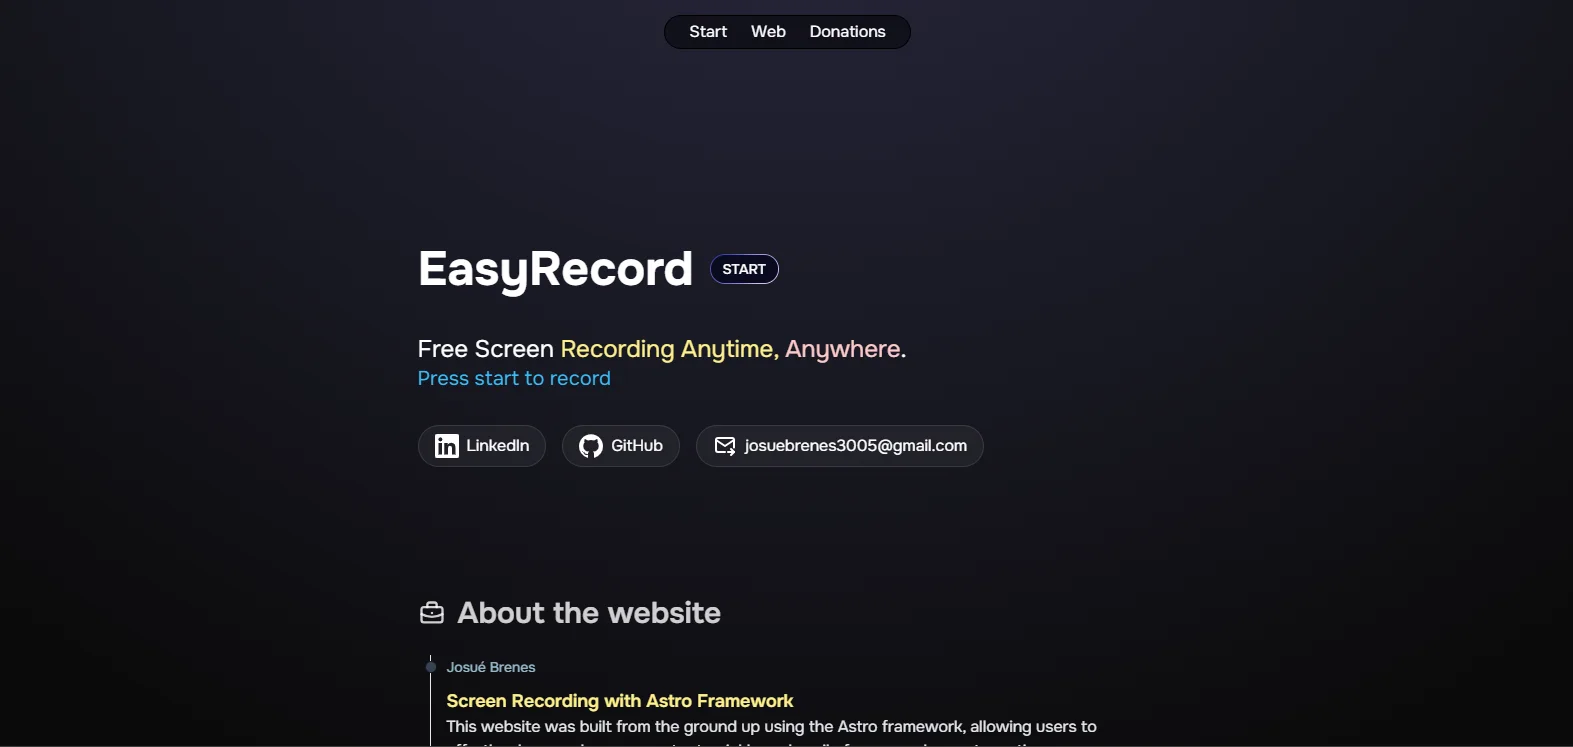 Start Web Donations
EasyRecord START
Free Screen Recording Anytime, Anywhere.
Press start to record
LinkedIn GitHub josuebrenes3005@gmail.com
About the website
Josué Brenes
Screen Recording with Astro Framework
This website was built from the ground up using the Astro framework, allowing users to